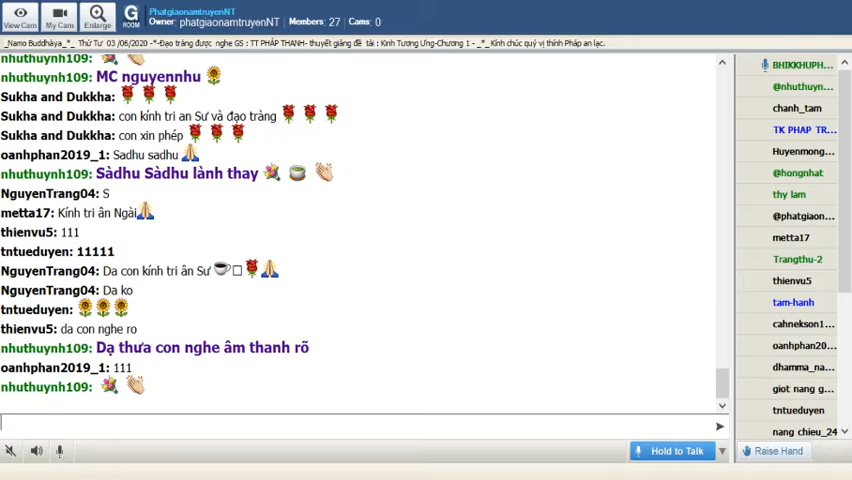 View Cam
My Cam
Enlarge
G
ROOM
PhatgiaonamtruyenNT
Owner: phatgiaonamtruyenNT Members: 27 Cams: 0
_Namo Buddhàya_*_ Thứ Tư 03 /06/2020 -*-Đạo tràng được nghe GS : TT PHÁP THANH- thuyết giảng đề tài : Kinh Tương Ưng-Chương 1 - _*_Kính chúc quý vị thính Pháp an lạc.
nhuthuynh109:
nhuthuynh109: MC nguyennhu
Sukha and Dukkha:
Sukha and Dukkha: con kính tri an Sư và đạo tràng
Sukha and Dukkha: con xin phép
oanhphan2019_1: Sadhu sadhu
nhuthuynh109: Sàdhu Sàdhu lành thay
NguyenTrang04: S
metta17: Kính tri ân Ngài
thienvu5: 111
tntueduyen: 11111
NguyenTrang04: Da con kính tri ân Sư
NguyenTrang04: Da ko
tntueduyen:
thienvu5: da con nghe ro
nhuthuynh109: Dạ thưa con nghe âm thanh rõ
oanhphan2019_1: 111
nhuthuynh109:
Hold to Talk
BHIKKHUPH...
@nhuthuyn...
chanh_tam
TK PHAP TR...
Huyenmong...
@hongnhat
thy lam
@phatgiaon...
metta17
Trangthu-2
thienvu5
tam-hanh
cahnekson1...
oanhphan20...
dhamma_na...
giot nang g...
tntueduyen
nang chieu_24
Raise Hand